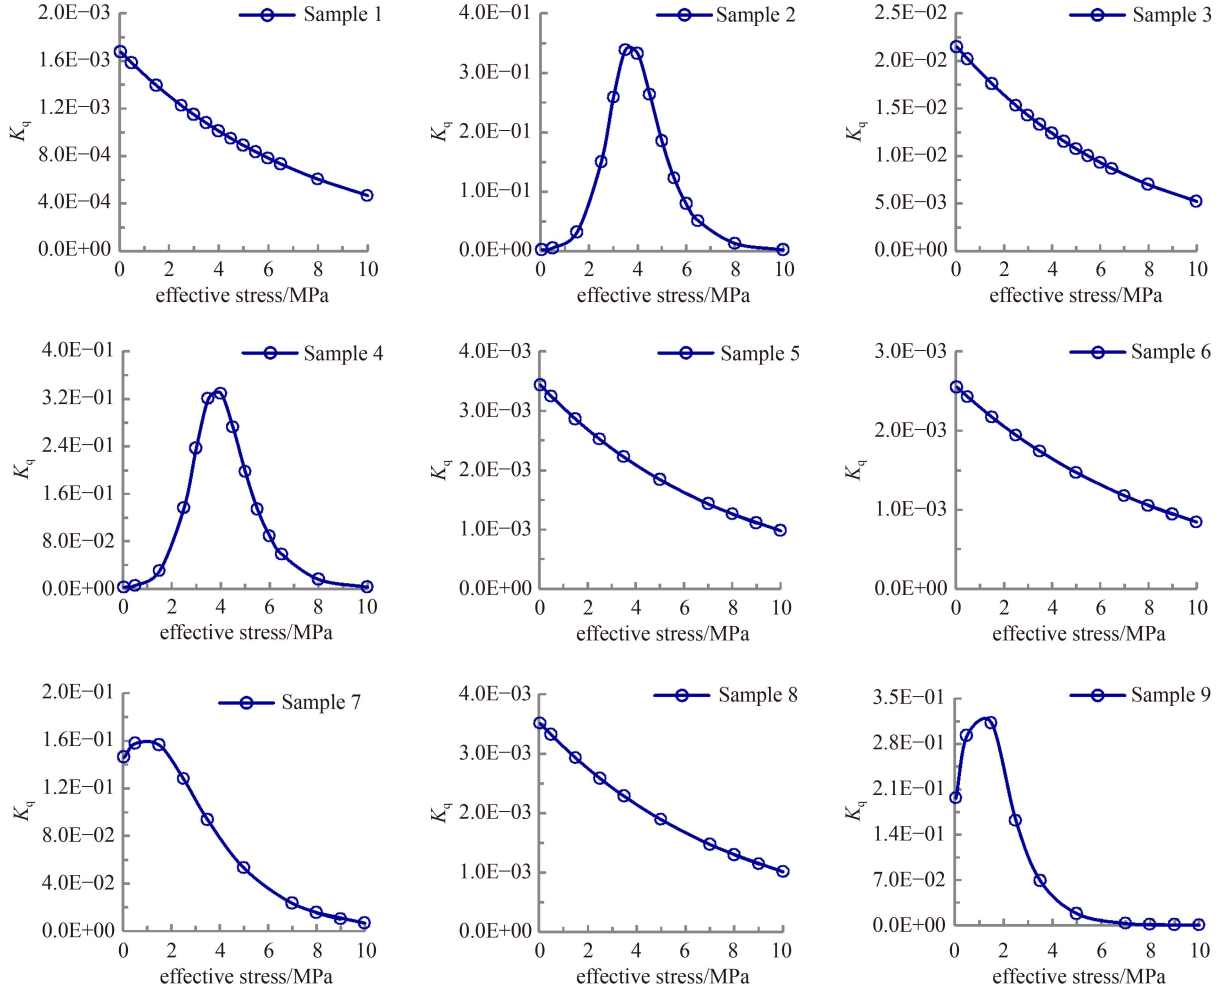 Sample 1
2.0E−03
1.6E−03
1.2E−03
8.0E−04
4.0E−04
0.0E+00
Kq
0 2 4 6 8 10
effective stress/MPa
Sample 2
4.0E−01
3.0E−01
2.0E−01
1.0E−01
0.0E+00
Kq
0 2 4 6 8 10
effective stress/MPa
Sample 3
2.5E−02
2.0E−02
1.5E−02
1.0E−02
5.0E−03
0.0E+00
Kq
0 2 4 6 8 10
effective stress/MPa
Sample 4
4.0E−01
3.2E−01
2.4E−01
1.6E−01
8.0E−02
0.0E+00
Kq
0 2 4 6 8 10
effective stress/MPa
Sample 5
4.0E−03
3.0E−03
2.0E−03
1.0E−03
0.0E+00
Kq
0 2 4 6 8 10
effective stress/MPa
Sample 6
3.0E−03
2.0E−03
1.0E−03
0.0E+00
Kq
0 2 4 6 8 10
effective stress/MPa
Sample 7
2.0E−01
1.6E−01
1.2E−01
8.0E−02
4.0E−02
0.0E+00
Kq
0 2 4 6 8 10
effective stress/MPa
Sample 8
4.0E−03
3.0E−03
2.0E−03
1.0E−03
0.0E+00
Kq
0 2 4 6 8 10
effective stress/MPa
Sample 9
3.5E−01
2.8E−01
2.1E−01
1.4E−01
7.0E−02
0.0E+00
Kq
0 2 4 6 8 10
effective stress/MPa